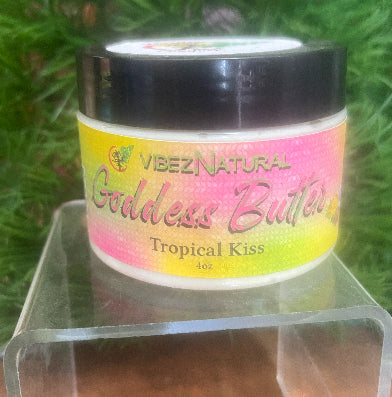 VIBEZNATURAL
Goddess Butter
Tropical Kiss
4oz